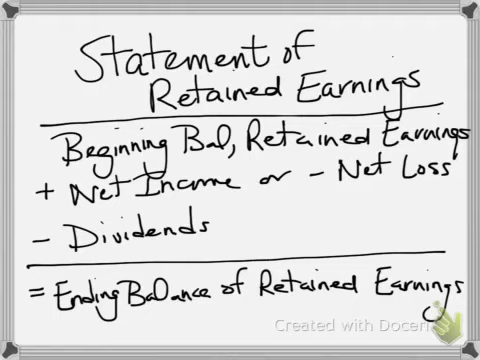 Statement of
Retained Earnings
Beginning Bal, Retained Earnings
+ Net Income or - Net Loss
- Dividends
= Ending Balance of Retained Earnings
Created with Doceri